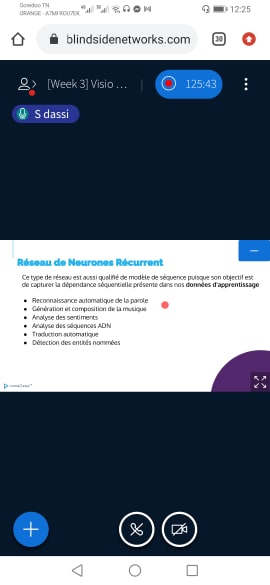 Ooredoo TN
ORANGE - A7MI ROU7EK
12:25
blindsidenetworks.com
30
[Week 3] Visio ...
125:43
S dassi
Réseau de Neurones Récurrent
Ce type de réseau est aussi qualifié de modèle de séquence puisque son objectif est
de capturer la dépendance séquentielle présente dans nos données d'apprentissage
Reconnaissance automatique de la parole
Génération et composition de la musique
Analyse des sentiments
Analyse des séquences ADN
Traduction automatique
Détection des entités nommées